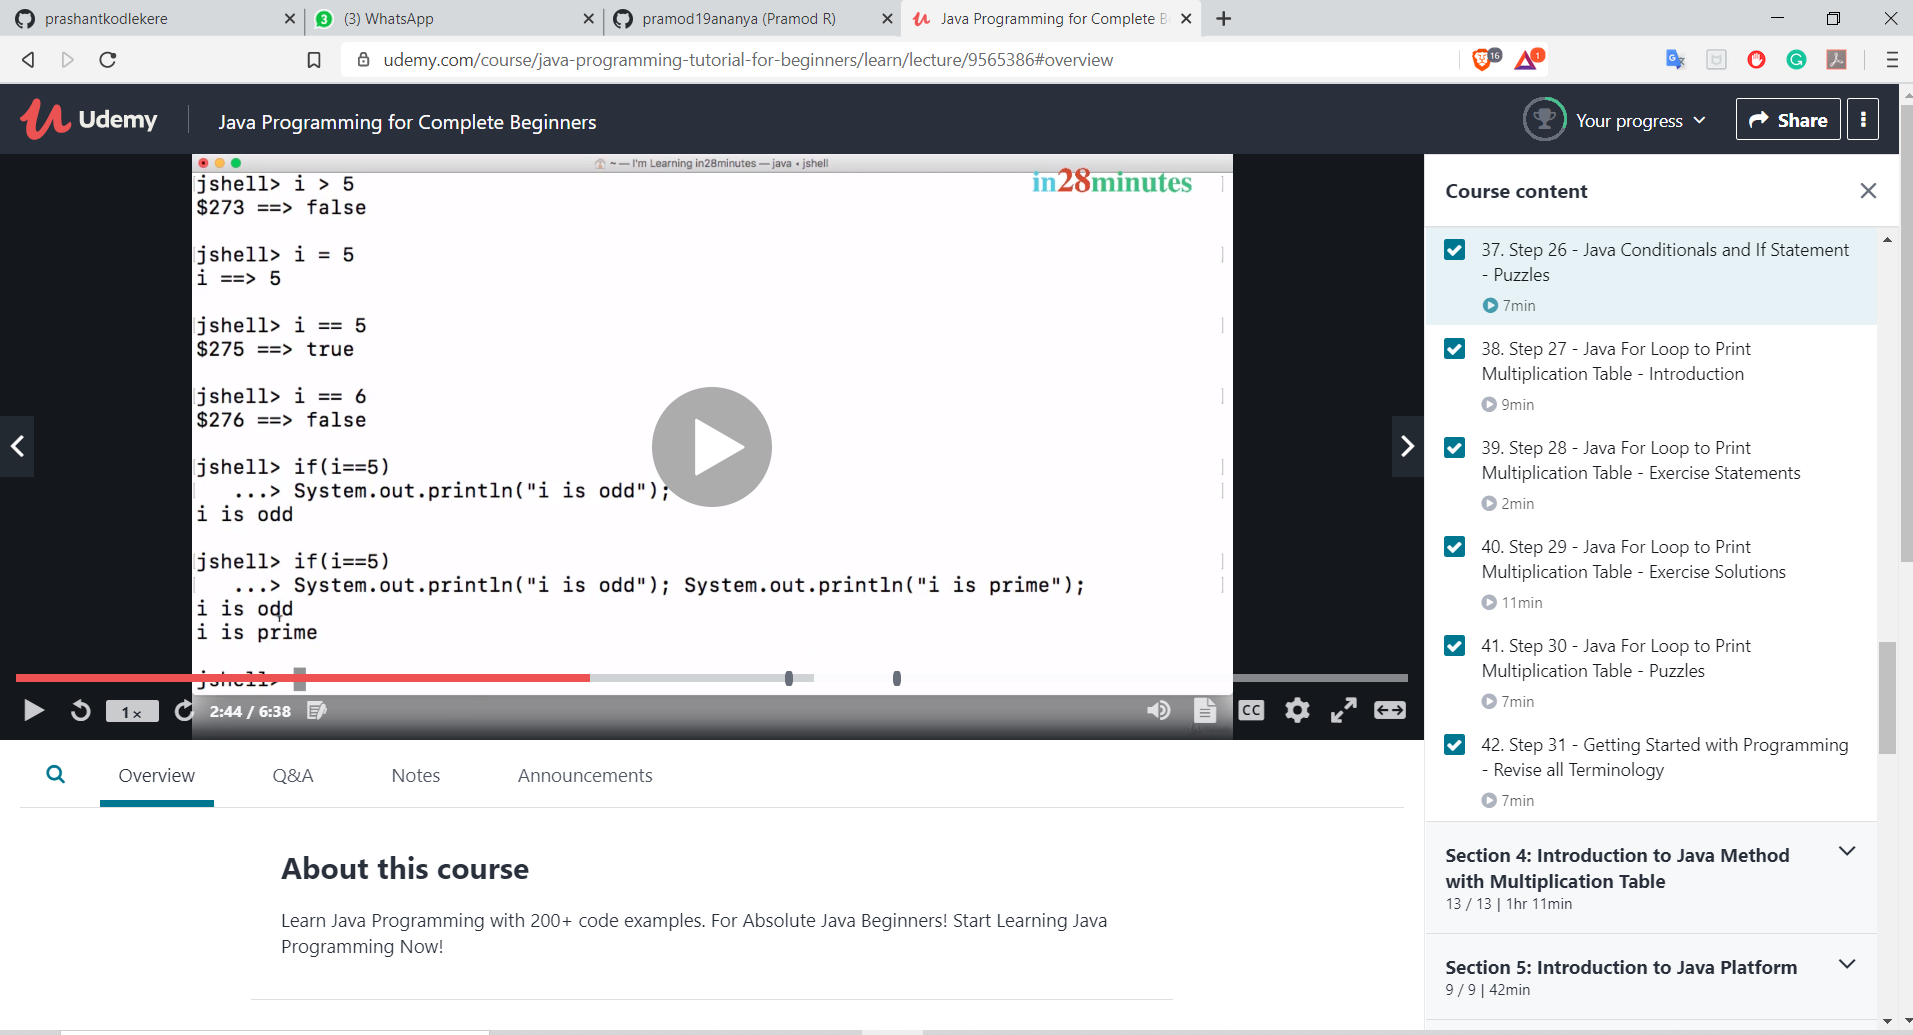 prashantkodlekere
(3) WhatsApp
pramod19ananya (Pramod R)
Java Programming for Complete B
udemy.com/course/java-programming-tutorial-for-beginners/learn/lecture/9565386#overview
16
1
Udemy
Java Programming for Complete Beginners
Your progress
Share
~ — I'm Learning in28minutes — java ‹ jshell
in28minutes
jshell> i > 5
$273 ==> false
jshell> i = 5
i ==> 5
jshell> i == 5
$275 ==> true
jshell> i == 6
$276 ==> false
jshell> if(i==5)
...> System.out.println("i is odd");
i is odd
jshell> if(i==5)
...> System.out.println("i is odd"); System.out.println("i is prime");
i is odd
i is prime
jshell>
1×
2:44 / 6:38
CC
Overview
Q&A
Notes
Announcements
About this course
Learn Java Programming with 200+ code examples. For Absolute Java Beginners! Start Learning Java
Programming Now!
Course content
37. Step 26 - Java Conditionals and If Statement
- Puzzles
7min
38. Step 27 - Java For Loop to Print
Multiplication Table - Introduction
9min
39. Step 28 - Java For Loop to Print
Multiplication Table - Exercise Statements
2min
40. Step 29 - Java For Loop to Print
Multiplication Table - Exercise Solutions
11min
41. Step 30 - Java For Loop to Print
Multiplication Table - Puzzles
7min
42. Step 31 - Getting Started with Programming
- Revise all Terminology
7min
Section 4: Introduction to Java Method
with Multiplication Table
13 / 13 | 1hr 11min
Section 5: Introduction to Java Platform
9 / 9 | 42min